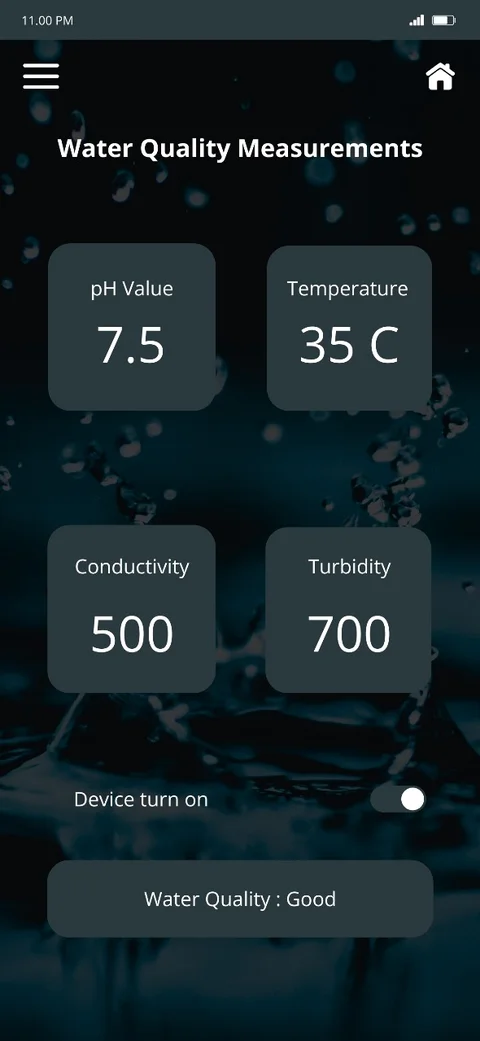 11.00 PM
Water Quality Measurements
pH Value
7.5
Temperature
35 C
Conductivity
500
Turbidity
700
Device turn on
Water Quality : Good